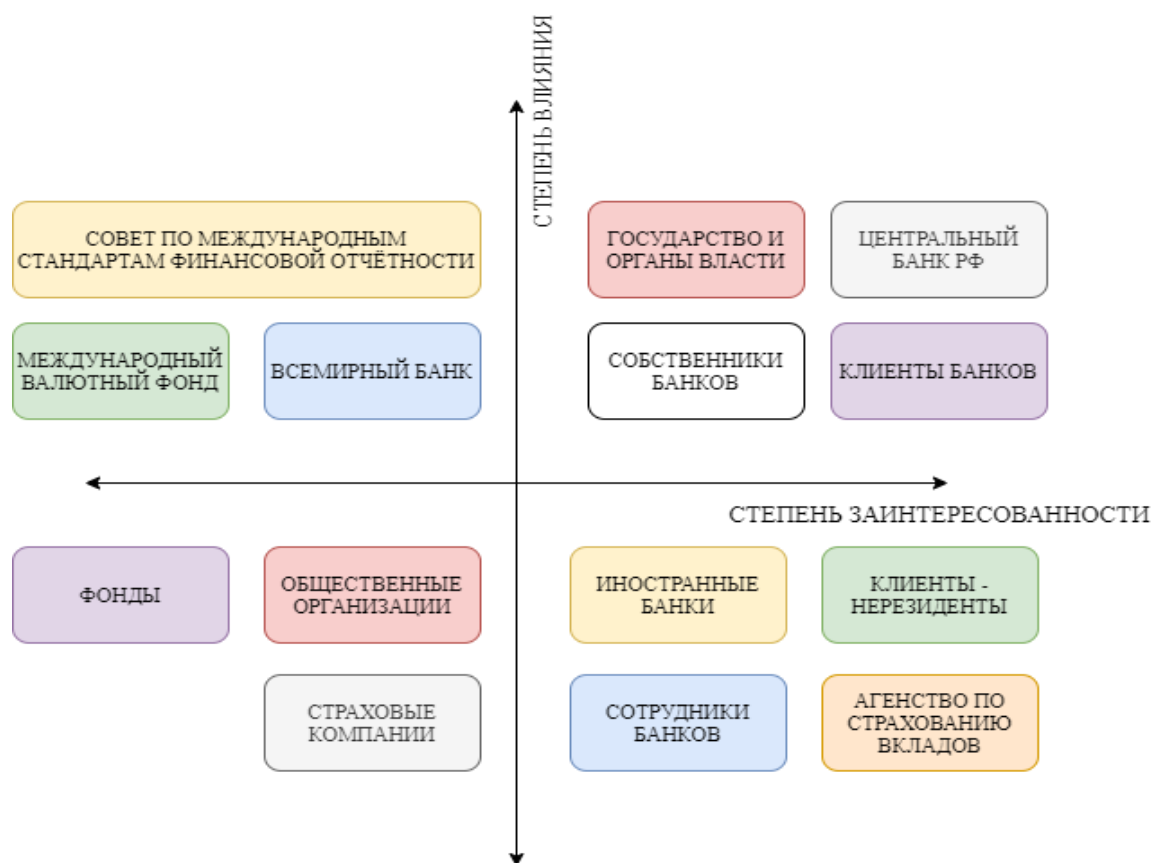 СТЕПЕНЬ ВЛИЯНИЯ
СОВЕТ ПО МЕЖДУНАРОДНЫМ
СТАНДАРТАМ ФИНАНСОВОЙ ОТЧЁТНОСТИ
ГОСУДАРСТВО И
ОРГАНЫ ВЛАСТИ
ЦЕНТРАЛЬНЫЙ
БАНК РФ
МЕЖДУНАРОДНЫЙ
ВАЛЮТНЫЙ ФОНД
ВСЕМИРНЫЙ БАНК
СОБСТВЕННИКИ
БАНКОВ
КЛИЕНТЫ БАНКОВ
СТЕПЕНЬ ЗАИНТЕРЕСОВАННОСТИ
ФОНДЫ
ОБЩЕСТВЕННЫЕ
ОРГАНИЗАЦИИ
ИНОСТРАННЫЕ
БАНКИ
КЛИЕНТЫ -
НЕРЕЗИДЕНТЫ
СТРАХОВЫЕ
КОМПАНИИ
СОТРУДНИКИ
БАНКОВ
АГЕНСТВО ПО
СТРАХОВАНИЮ
ВКЛАДОВ